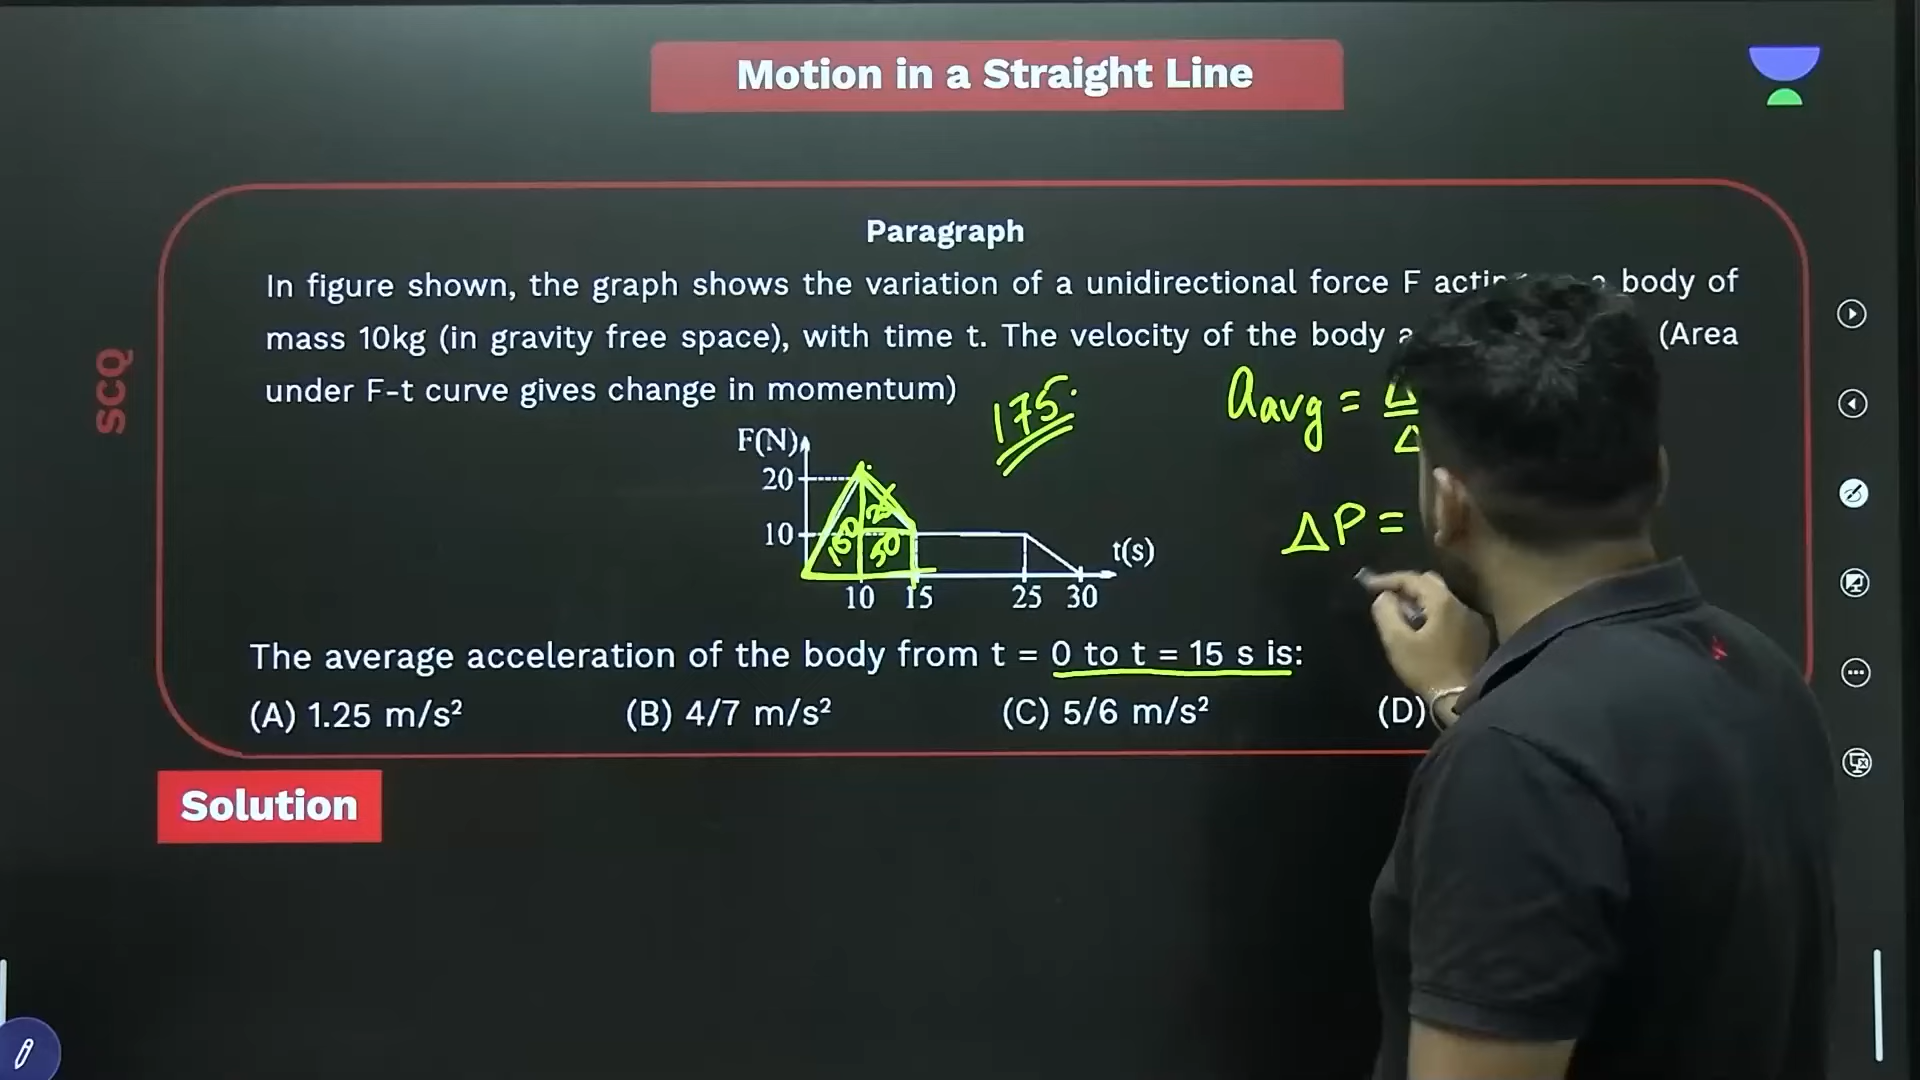 Motion in a Straight Line
SCQ
Paragraph
In figure shown, the graph shows the variation of a unidirectional force F body of
mass 10kg (in gravity free space), with time t. The velocity of the body (Area
under F-t curve gives change in momentum)
175.
aavg = Δ
Δ
F(N)
20
10
100
50
ΔP =
t(s)
10 15 25 30
The average acceleration of the body from t = 0 to t = 15 s is:
(A) 1.25 m/s² (B) 4/7 m/s² (C) 5/6 m/s² (D)
Solution